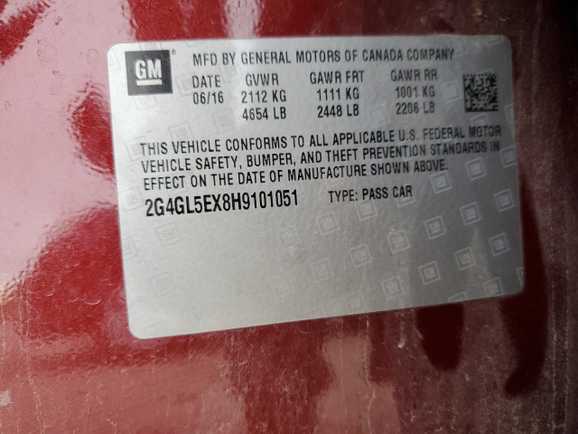 GM
MFD BY GENERAL MOTORS OF CANADA COMPANY
DATE GVWR GAWR FRT GAWR RR
06/16 2112 KG 1111 KG 1001 KG
4654 LB 2448 LB 2206 LB
THIS VEHICLE CONFORMS TO ALL APPLICABLE U.S. FEDERAL MOTOR
VEHICLE SAFETY, BUMPER, AND THEFT PREVENTION STANDARDS IN
EFFECT ON THE DATE OF MANUFACTURE SHOWN ABOVE.
2G4GL5EX8H9101051 TYPE: PASS CAR